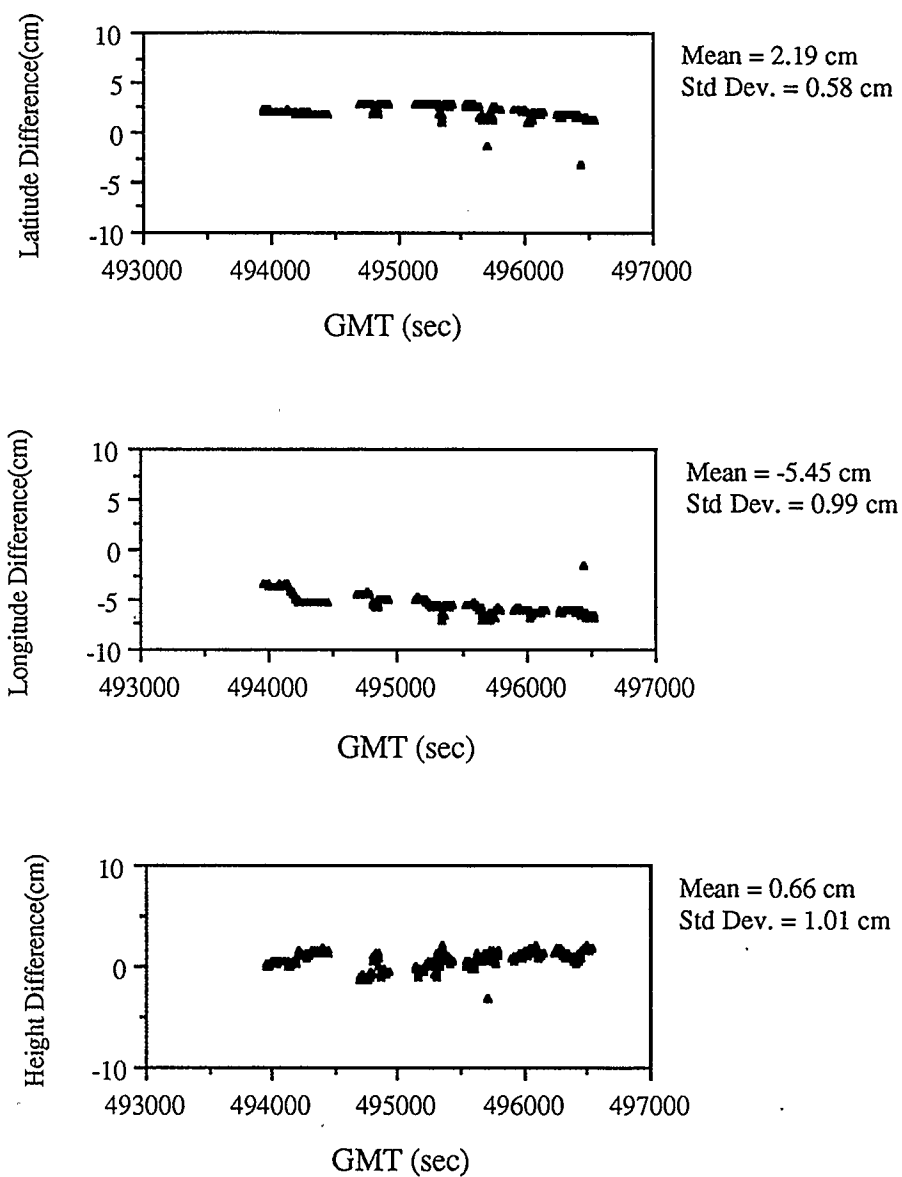 Latitude Difference(cm)
10
5
0
-5
-10
493000 494000 495000 496000 497000
GMT (sec)
Mean = 2.19 cm
Std Dev. = 0.58 cm
Longitude Difference(cm)
10
5
0
-5
-10
493000 494000 495000 496000 497000
GMT (sec)
Mean = -5.45 cm
Std Dev. = 0.99 cm
Height Difference(cm)
10
0
-10
493000 494000 495000 496000 497000
GMT (sec)
Mean = 0.66 cm
Std Dev. = 1.01 cm